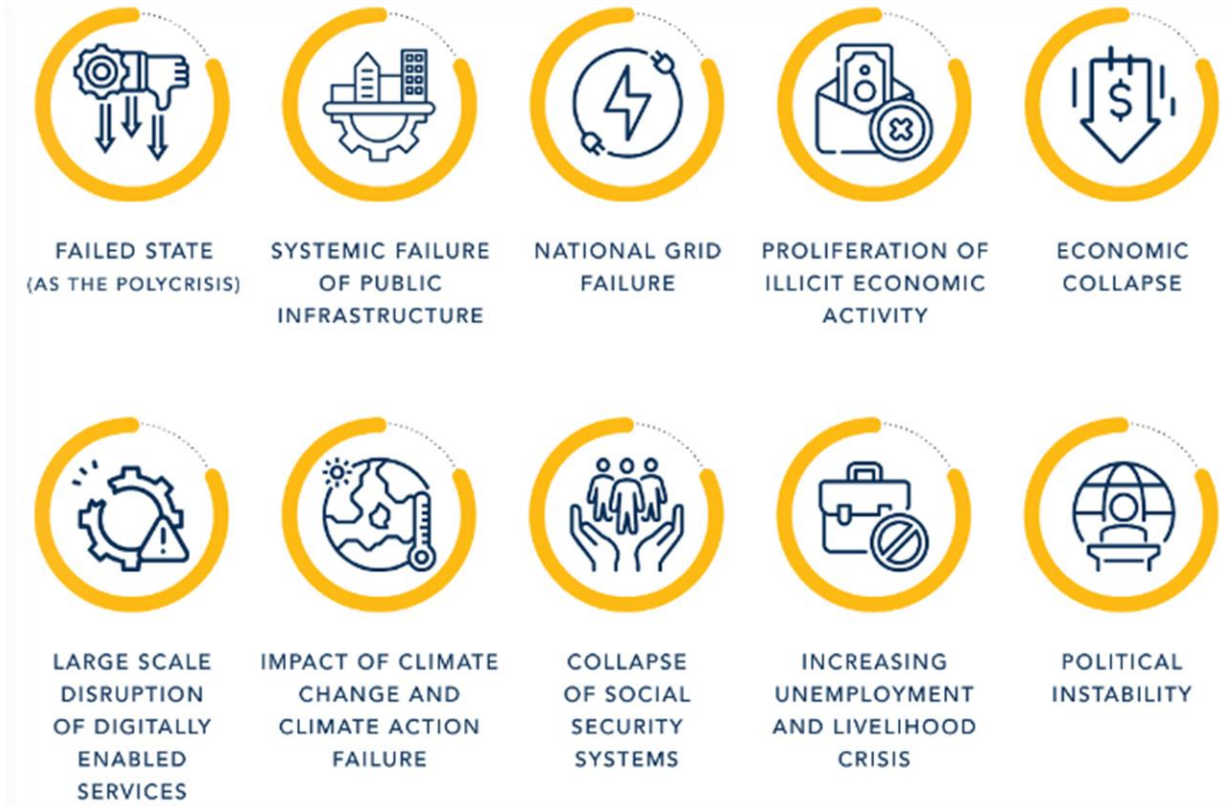 FAILED STATE
(AS THE POLYCRISIS)
SYSTEMIC FAILURE
OF PUBLIC
INFRASTRUCTURE
NATIONAL GRID
FAILURE
PROLIFERATION OF
ILLICIT ECONOMIC
ACTIVITY
ECONOMIC
COLLAPSE
LARGE SCALE
DISRUPTION
OF DIGITALLY
ENABLED
SERVICES
IMPACT OF CLIMATE
CHANGE AND
CLIMATE ACTION
FAILURE
COLLAPSE
OF SOCIAL
SECURITY
SYSTEMS
INCREASING
UNEMPLOYMENT
AND LIVELIHOOD
CRISIS
POLITICAL
INSTABILITY